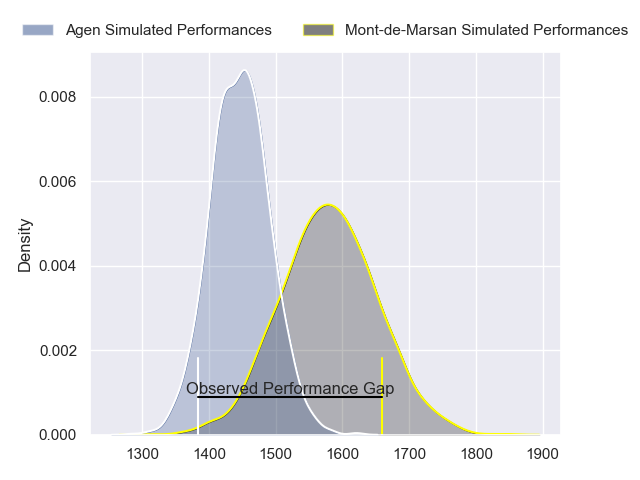 Agen Simulated Performances
Mont-de-Marsan Simulated Performances
0.008
0.006
0.004
0.002
0.000
Density
Observed Performance Gap
1300 1400 1500 1600 1700 1800 1900